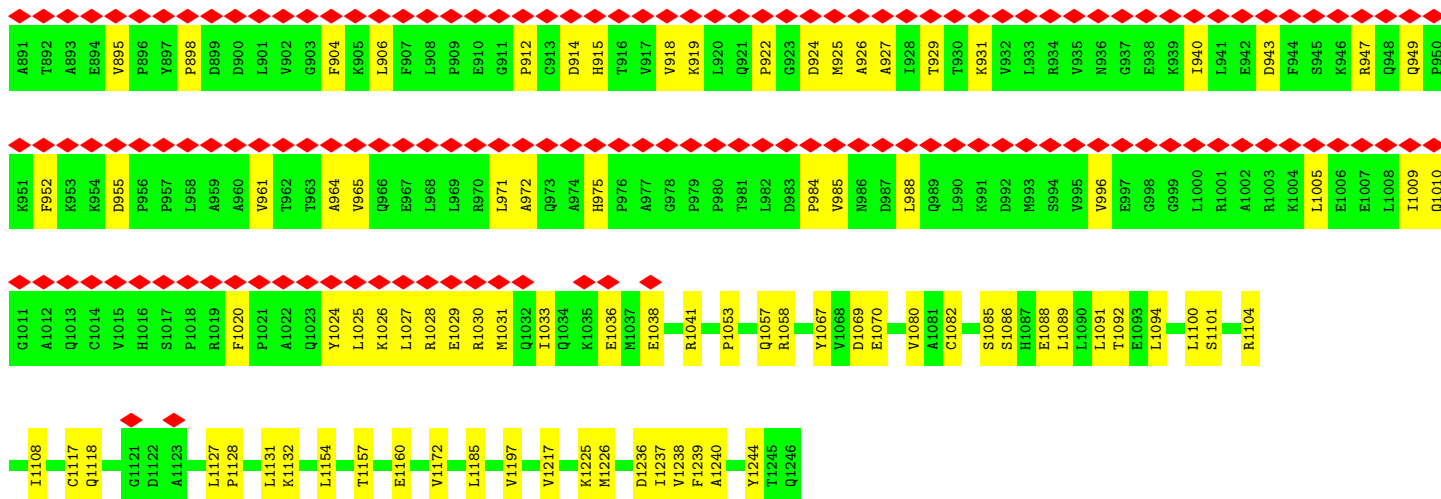 A891 T892 A893 E894 V895 P896 Y897 P898 D899 D900 L901 V902 G903 F904 K905 L906 F907 L908 P909 E910 G911 P912 C913 D914 H915 T916 V917 V918 K919 L920 Q921 P922 G923 D924 M925 A926 A927 I928 T929 T930 K931 V932 L933 R934 V935 N936 G937 E938 K939 I940 L941 E942 D943 F944 S945 K946 R947 Q948 Q949 P950
K951 F952 K953 K954 D955 P956 P957 L958 A959 A960 V961 T962 T963 A964 V965 Q966 E967 L968 L969 R970 L971 A972 Q973 A974 H975 P976 A977 G978 P979 P980 T981 L982 D983 P984 V985 N986 D987 L988 Q989 L990 K991 D992 M993 S994 V995 V996 E997 G998 G999 L1000 R1001 A1002 R1003 K1004 L1005 E1006 E1007 L1008 I1009 Q1010
G1011 A1012 Q1013 C1014 V1015 H1016 S1017 P1018 R1019 F1020 P1021 A1022 Q1023 Y1024 L1025 K1026 L1027 R1028 E1029 R1030 M1031 Q1032 I1033 Q1034 K1035 E1036 M1037 E1038 R1041 P1053 Q1057 R1058 Y1067 V1068 D1069 E1070 V1080 A1081 C1082 S1085 S1086 H1087 E1088 L1089 L1090 L1091 T1092 E1093 L1094 L1100 S1101 R1104
I1108 C1117 Q1118 G1121 D1122 A1123 L1127 P1128 L1131 K1132 L1154 T1157 E1160 V1172 L1185 V1197 V1217 K1225 M1226 D1236 I1237 V1238 F1239 A1240 Y1244 T1245 Q1246